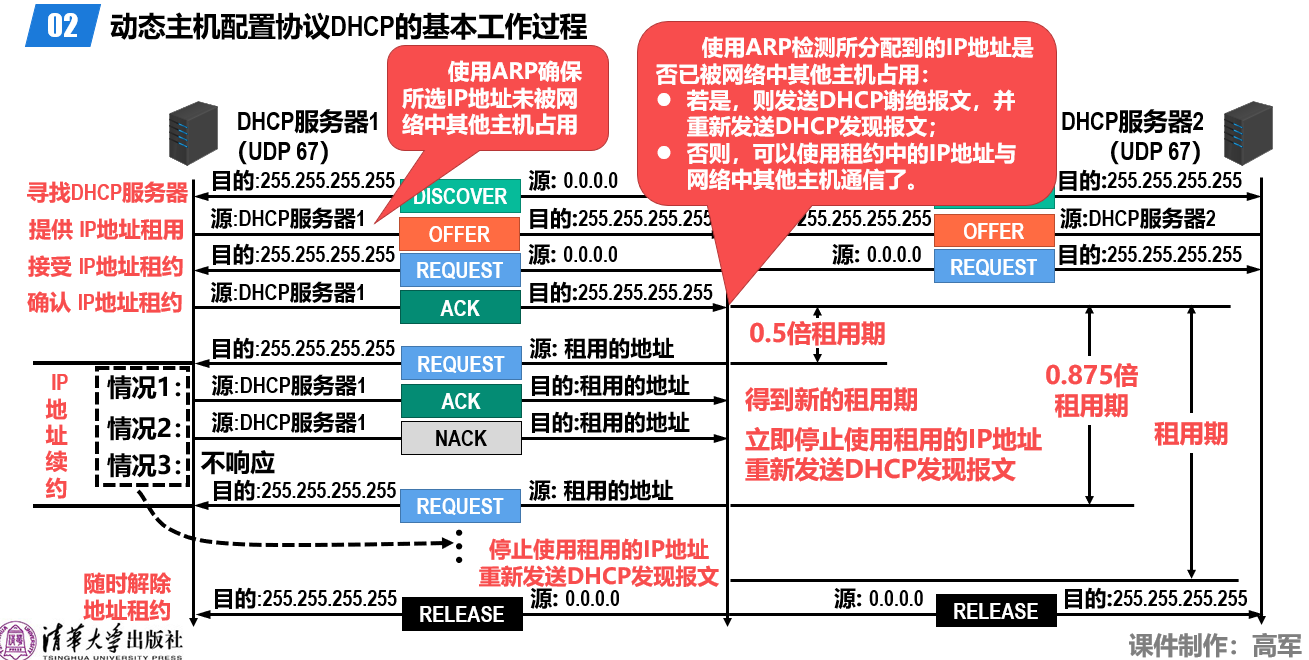 02 动态主机配置协议DHCP的基本工作过程
使用ARP确保
所选IP地址未被网
络中其他主机占用
使用ARP检测所分配到的IP地址是
否已被网络中其他主机占用：
● 若是，则发送DHCP谢绝报文，并
重新发送DHCP发现报文；
● 否则，可以使用租约中的IP地址与
网络中其他主机通信了。
DHCP服务器1
（UDP 67）
DHCP服务器2
（UDP 67）
寻找DHCP服务器
目的:255.255.255.255 DISCOVER 源: 0.0.0.0 目的:255.255.255.255
提供 IP地址租用
源:DHCP服务器1 OFFER 目的:255.255.255.255 255.255.255.255 OFFER 源:DHCP服务器2
接受 IP地址租约
目的:255.255.255.255 REQUEST 源: 0.0.0.0 源: 0.0.0.0 REQUEST 目的:255.255.255.255
确认 IP地址租约
源:DHCP服务器1 ACK 目的:255.255.255.255
0.5倍租用期
目的:255.255.255.255 REQUEST 源: 租用的地址
IP
地
址
续
约
情况1：
源:DHCP服务器1 ACK 目的:租用的地址
得到新的租用期
情况2：
源:DHCP服务器1 NACK 目的:租用的地址
立即停止使用租用的IP地址
重新发送DHCP发现报文
情况3：
不响应
0.875倍
租用期
租用期
目的:255.255.255.255 REQUEST 源: 租用的地址
停止使用租用的IP地址
重新发送DHCP发现报文
随时解除
地址租约
目的:255.255.255.255 RELEASE 源: 0.0.0.0 源: 0.0.0.0 RELEASE 目的:255.255.255.255
清华大学出版社
TSINGHUA UNIVERSITY PRESS
课件制作：高军